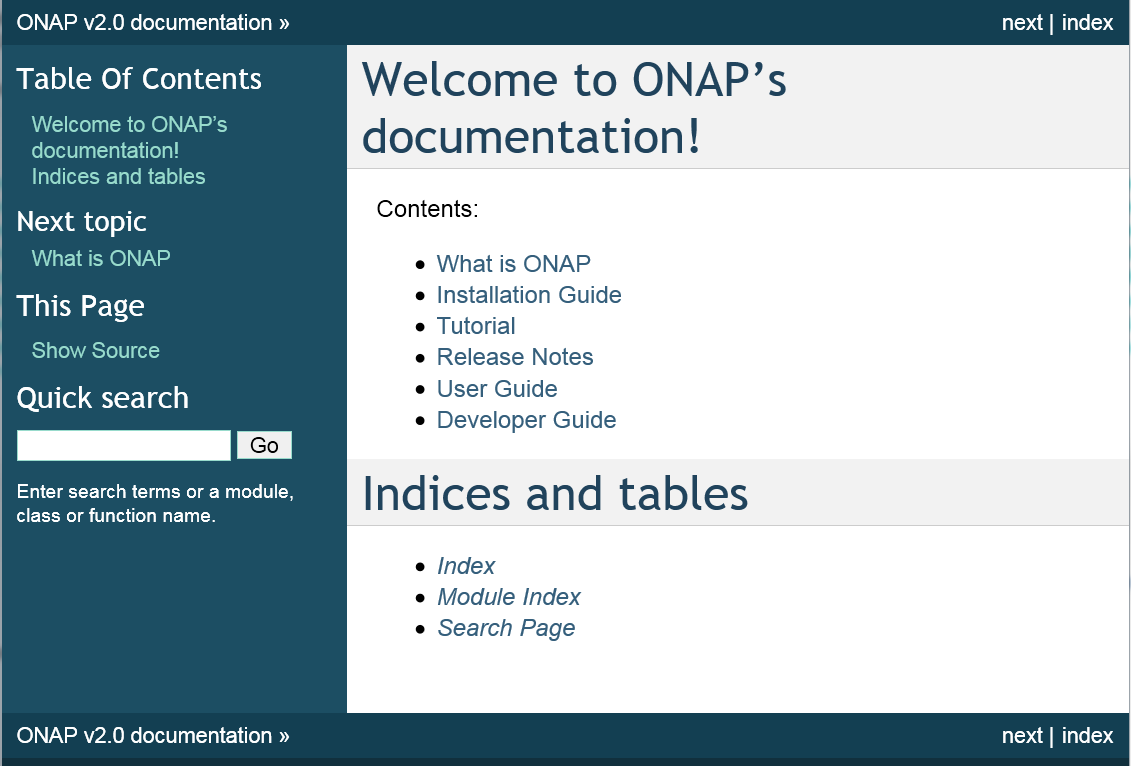 ONAP v2.0 documentation »
next | index
Table Of Contents
Welcome to ONAP’s
documentation!
Indices and tables
Next topic
What is ONAP
This Page
Show Source
Quick search
Go
Enter search terms or a module,
class or function name.
Welcome to ONAP’s
documentation!
Contents:
What is ONAP
Installation Guide
Tutorial
Release Notes
User Guide
Developer Guide
Indices and tables
Index
Module Index
Search Page
ONAP v2.0 documentation »
next | index